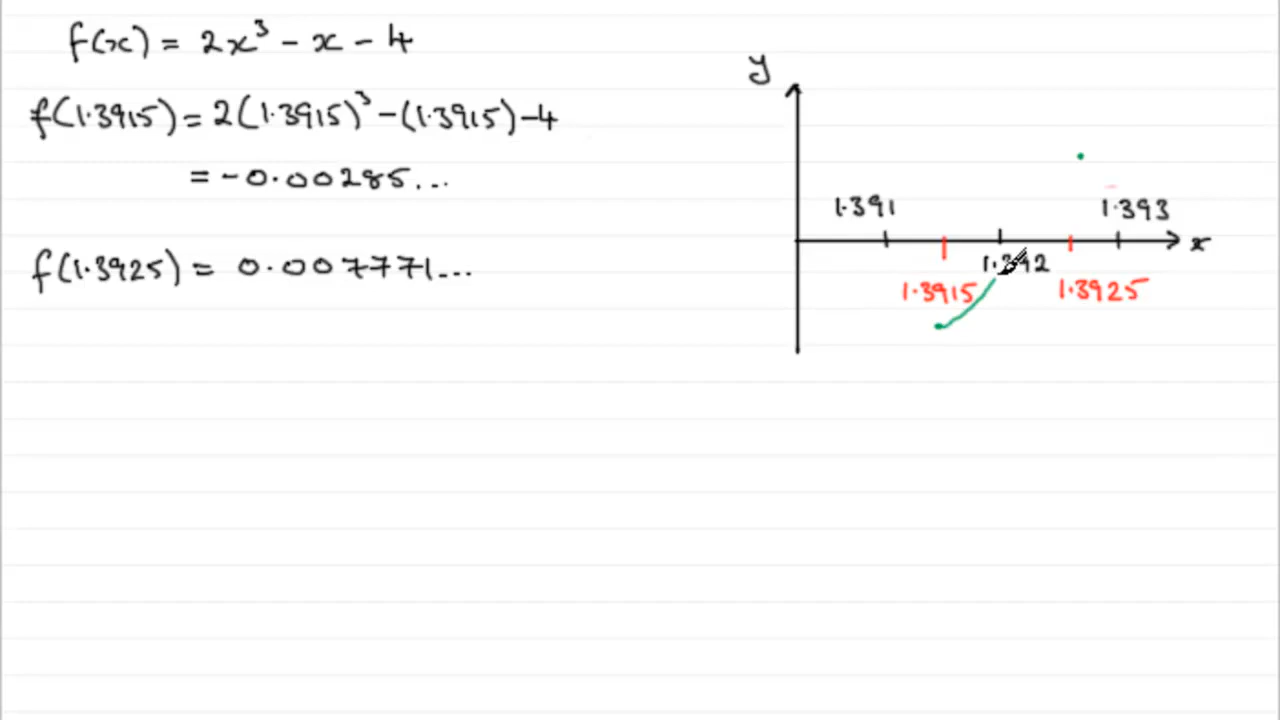 f(x) = 2x³ - x - 4
f(1·3915) = 2(1·3915)³ - (1·3915) - 4
= -0.00285...
f(1·3925) = 0.007771...
y
1·391
1·393
x
1·392
1·3915
1·3925